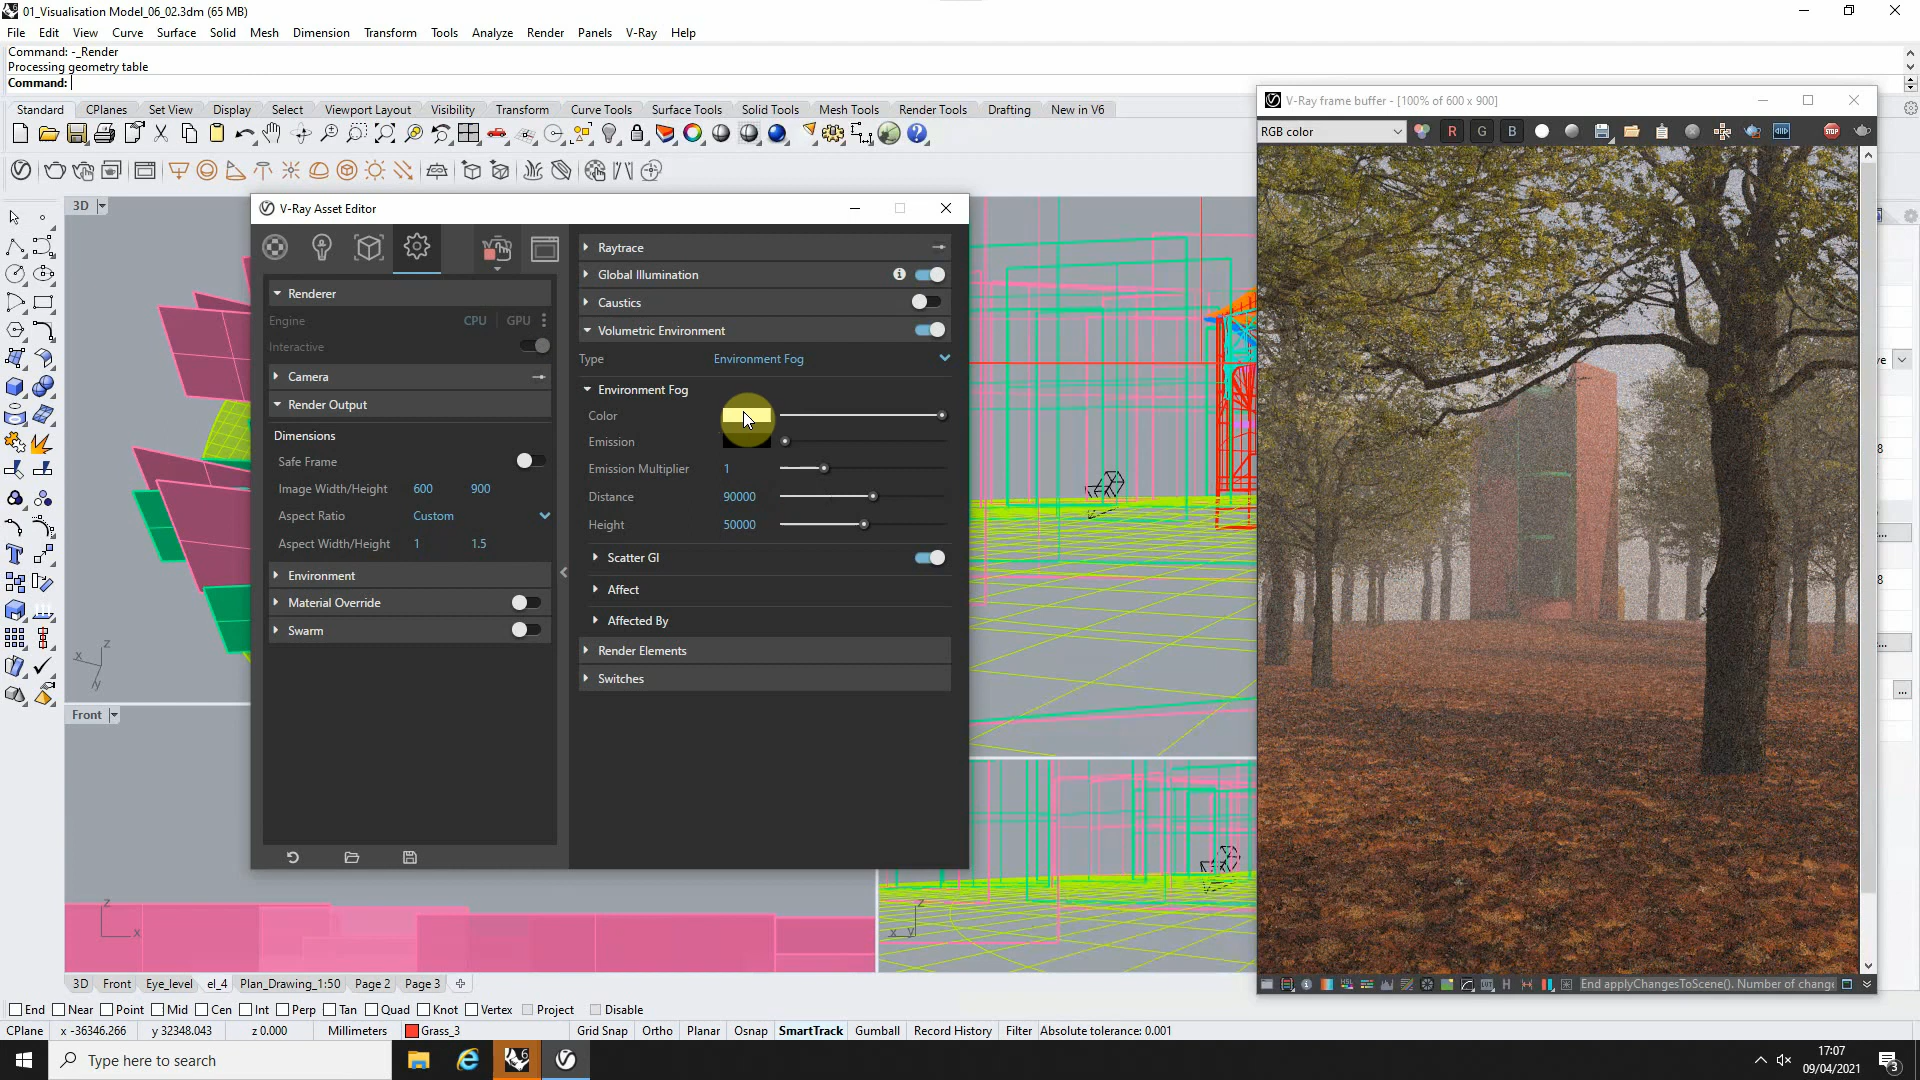 01_Visualisation Model_06_02.3dm (65 MB)
File Edit View Curve Surface Solid Mesh Dimension Transform Tools Analyze Render Panels V-Ray Help
Command: -_Render
Processing geometry table
Command:
Standard CPlanes Set View Display Select Viewport Layout Visibility Transform Curve Tools Surface Tools Solid Tools Mesh Tools Render Tools Drafting New in V6
V-Ray frame buffer - [100% of 600 x 900]
RGB color
R G B
STOP
3D
V-Ray Asset Editor
Renderer
Engine CPU GPU
Interactive
Camera
Render Output
Dimensions
Safe Frame
Image Width/Height 600 900
Aspect Ratio Custom
Aspect Width/Height 1 1.5
Environment
Material Override
Swarm
Raytrace
Global Illumination
Caustics
Volumetric Environment
Type Environment Fog
Environment Fog
Color
Emission
Emission Multiplier 1
Distance 90000
Height 50000
Scatter GI
Affect
Affected By
Render Elements
Switches
z
x
y
Front
z
x
z
x y
End applyChangesToScene(). Number of change
3D Front Eye_level el_4 Plan_Drawing_1:50 Page 2 Page 3
End Near Point Mid Cen Int Perp Tan Quad Knot Vertex Project Disable
CPlane x -36346.266 y 32348.043 z 0.000 Millimeters Grass_3 Grid Snap Ortho Planar Osnap SmartTrack Gumball Record History Filter Absolute tolerance: 0.001
Type here to search
17:07
09/04/2021
3